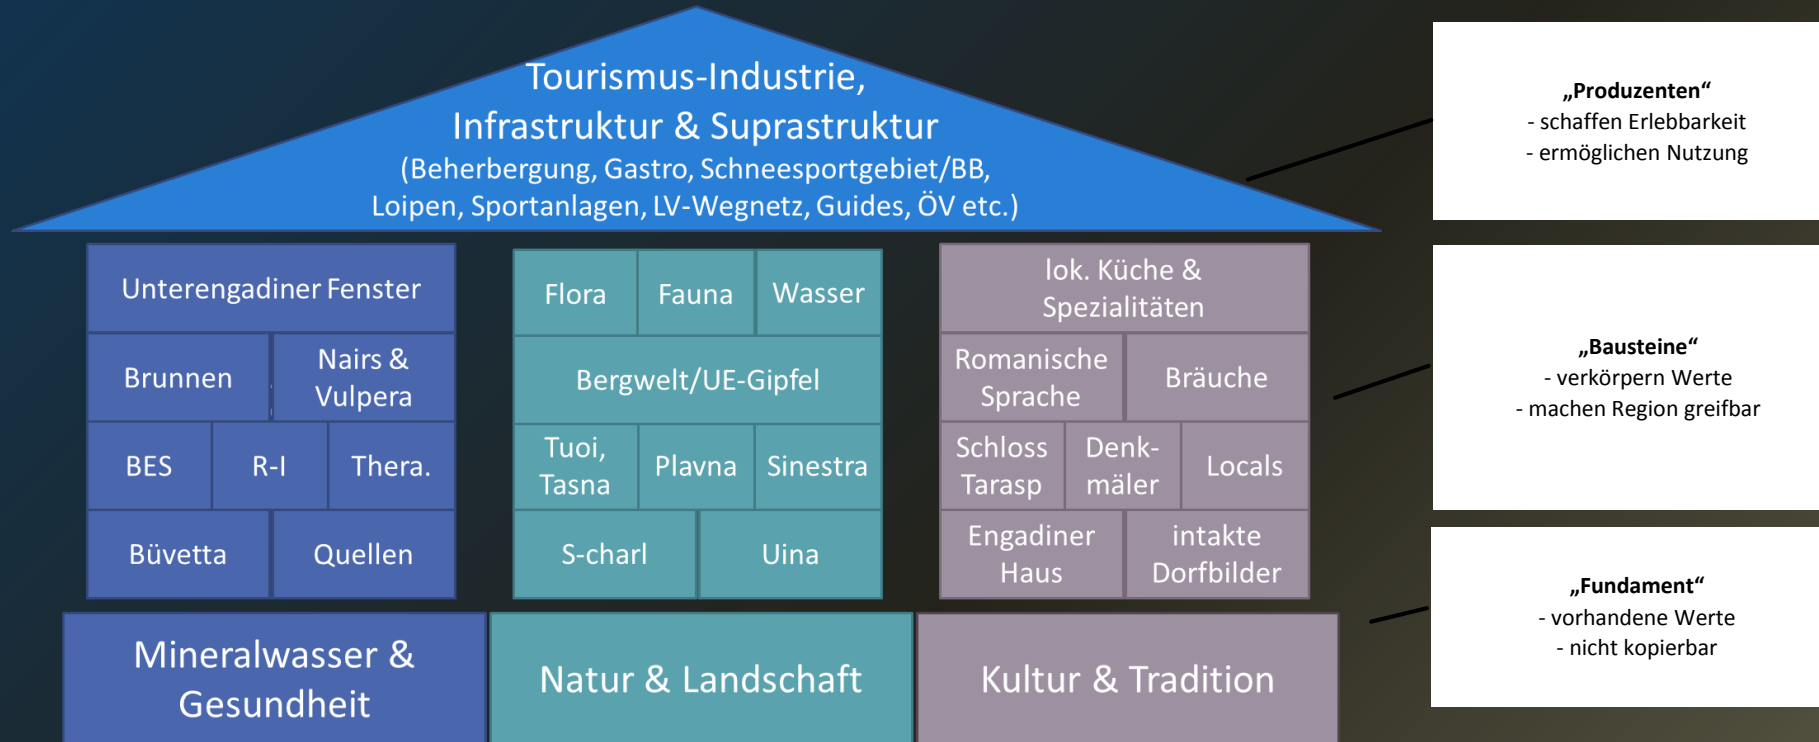 Tourismus-Industrie,
Infrastruktur & Suprastruktur
(Beherbergung, Gastro, Schneesportgebiet/BB,
Loipen, Sportanlagen, LV-Wegnetz, Guides, ÖV etc.)
„Produzenten“
- schaffen Erlebbarkeit
- ermöglichen Nutzung
Unterengadiner Fenster
Brunnen
Nairs &
Vulpera
BES
R-I
Thera.
Büvetta
Quellen
Flora
Fauna
Wasser
Bergwelt/UE-Gipfel
Tuoi,
Tasna
Plavna
Sinestra
S-charl
Uina
lok. Küche &
Spezialitäten
Romanische
Sprache
Bräuche
Schloss
Tarasp
Denk-
mäler
Locals
Engadiner
Haus
intakte
Dorfbilder
„Bausteine“
- verkörpern Werte
- machen Region greifbar
Mineralwasser &
Gesundheit
Natur & Landschaft
Kultur & Tradition
„Fundament“
- vorhandene Werte
- nicht kopierbar